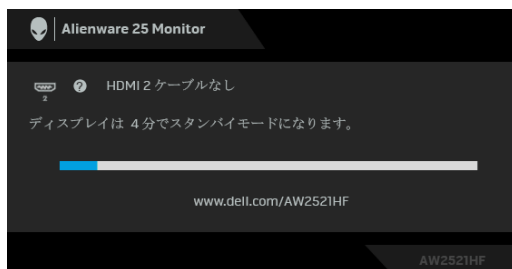 Alienware 25 Monitor
HDMI 2 ケーブルなし
2
ディスプレイは 4分でスタンバイモードになります。
www.dell.com/AW2521HF
AW2521HF